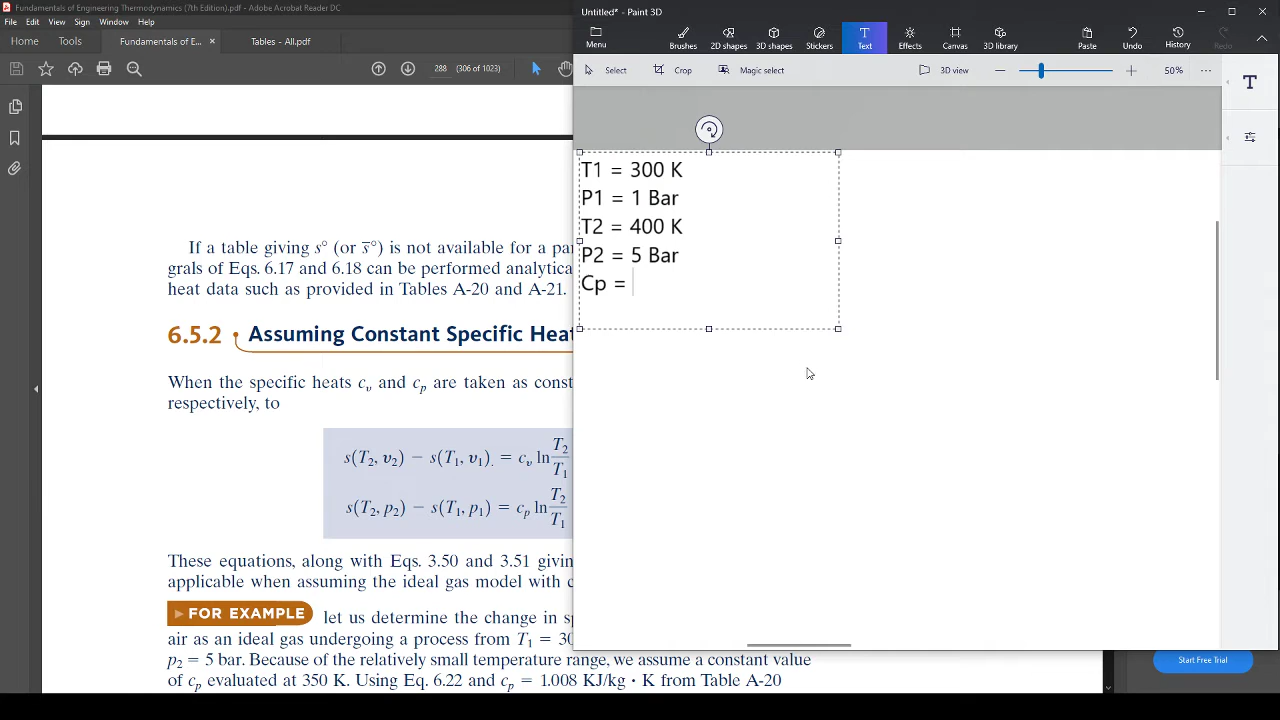 Fundamentals of Engineering Thermodynamics (7th Edition).pdf - Adobe Acrobat Reader DC
File Edit View Sign Window Help
Home Tools Fundamentals of E... × Tables - All.pdf
288 (306 of 1023)
If a table giving s° (or s̅°) is not available for a pa
grals of Eqs. 6.17 and 6.18 can be performed analytica
heat data such as provided in Tables A-20 and A-21.
6.5.2 Assuming Constant Specific Hea
When the specific heats cᵥ and cₚ are taken as const
respectively, to
s(T₂, v₂) − s(T₁, v₁). = cᵥ ln T₂/T₁
s(T₂, p₂) − s(T₁, p₁) = cₚ ln T₂/T₁
These equations, along with Eqs. 3.50 and 3.51 givin
applicable when assuming the ideal gas model with c
▶ FOR EXAMPLE let us determine the change in s
air as an ideal gas undergoing a process from T₁ = 30
p₂ = 5 bar. Because of the relatively small temperature range, we assume a constant value
of cₚ evaluated at 350 K. Using Eq. 6.22 and cₚ = 1.008 KJ/kg · K from Table A-20
Untitled* - Paint 3D
Menu Brushes 2D shapes 3D shapes Stickers Text Effects Canvas 3D library Paste Undo History Redo
Select Crop Magic select 3D view 50%
T1 = 300 K
P1 = 1 Bar
T2 = 400 K
P2 = 5 Bar
Cp =
Start Free Trial